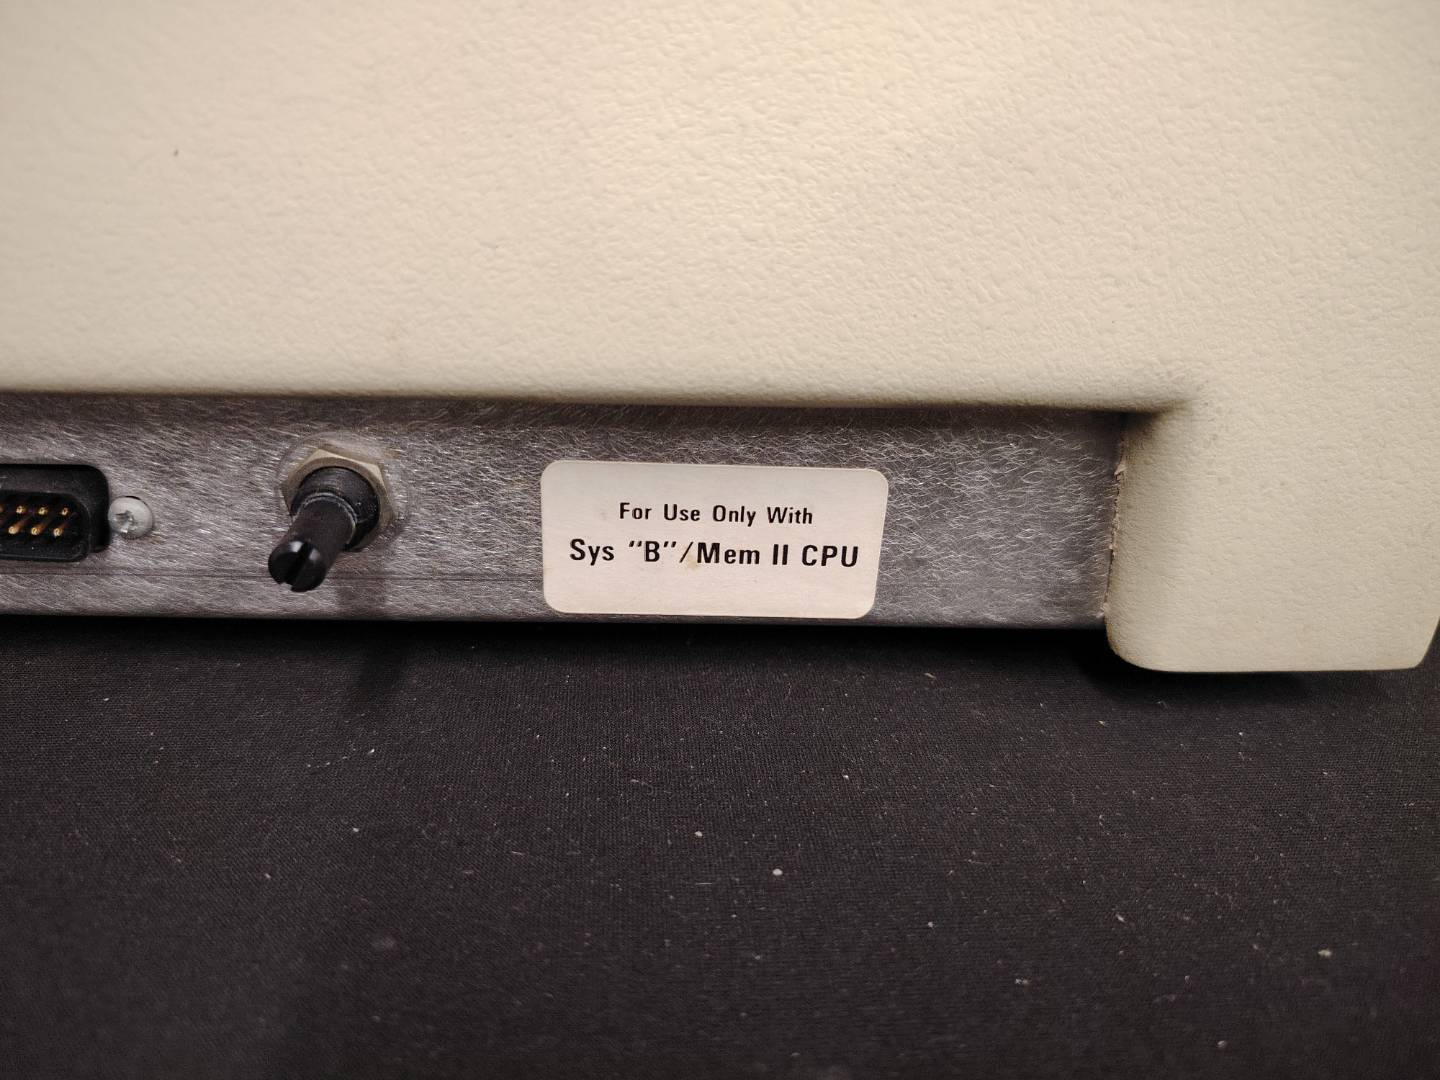 For Use Only With
Sys "B"/Mem II CPU